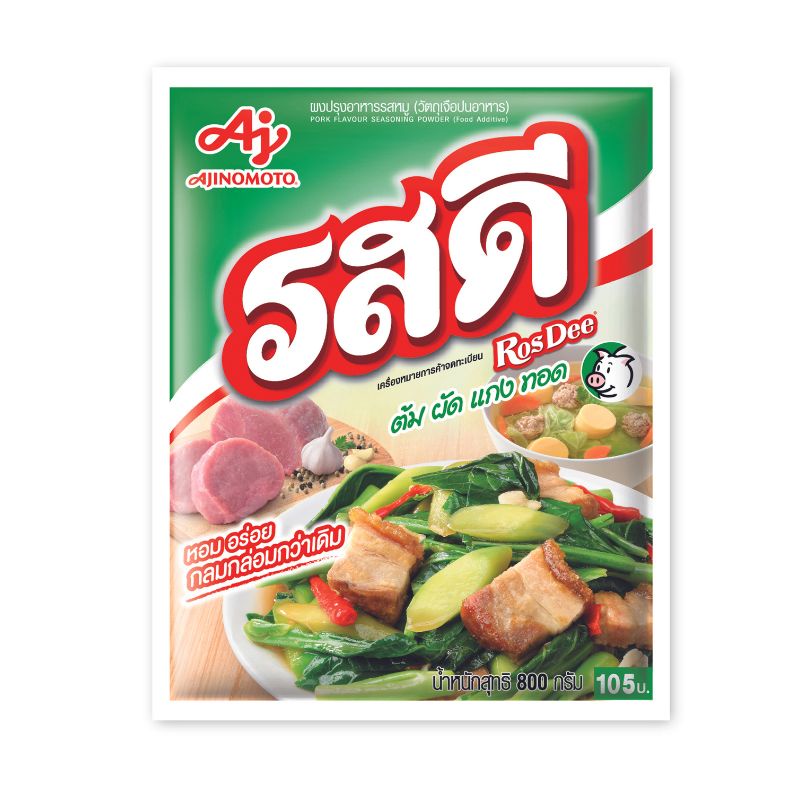 ผงปรุงอาหารรสหมู (วัตถุเจือปนอาหาร)
PORK FLAVOUR SEASONING POWDER (Food Additive)
Aj
AJINOMOTO®
รสดี
RosDee®
เครื่องหมายการค้าจดทะเบียน
ต้ม ผัด แกง ทอด
หอม อร่อย
กลมกล่อมกว่าเดิม
น้ำหนักสุทธิ 800 กรัม
105บ.